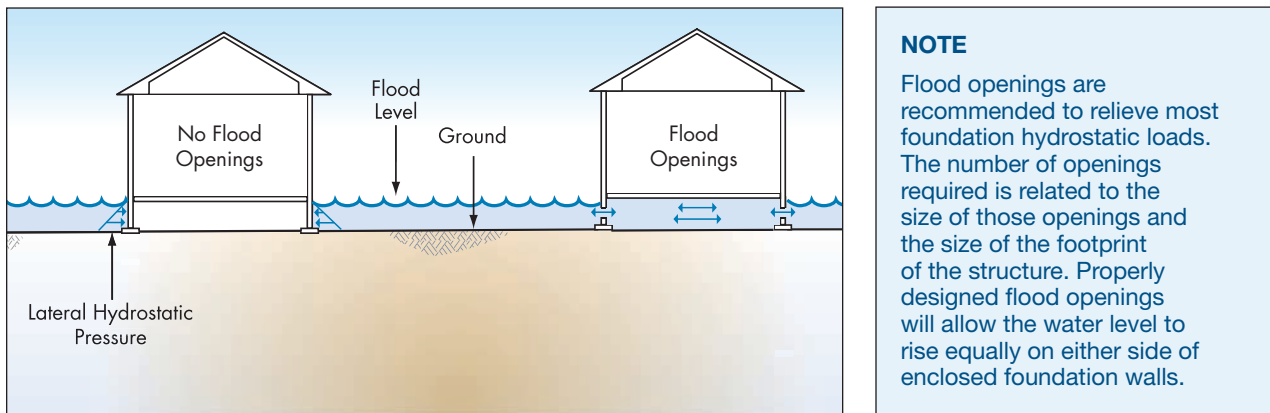 No Flood
Openings
Flood
Level
Ground
Flood
Openings
Lateral Hydrostatic
Pressure
NOTE
Flood openings are
recommended to relieve most
foundation hydrostatic loads.
The number of openings
required is related to the
size of those openings and
the size of the footprint
of the structure. Properly
designed flood openings
will allow the water level to
rise equally on either side of
enclosed foundation walls.